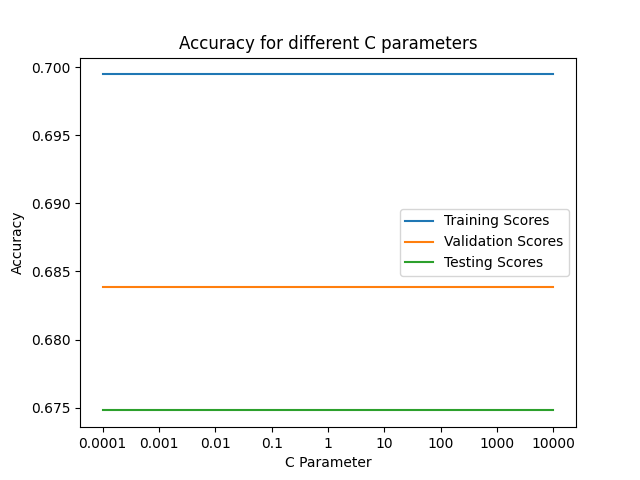 Accuracy for different C parameters
0.700
0.695
0.690
0.685
0.680
0.675
Accuracy
Training Scores
Validation Scores
Testing Scores
0.0001 0.001 0.01 0.1 1 10 100 1000 10000
C Parameter